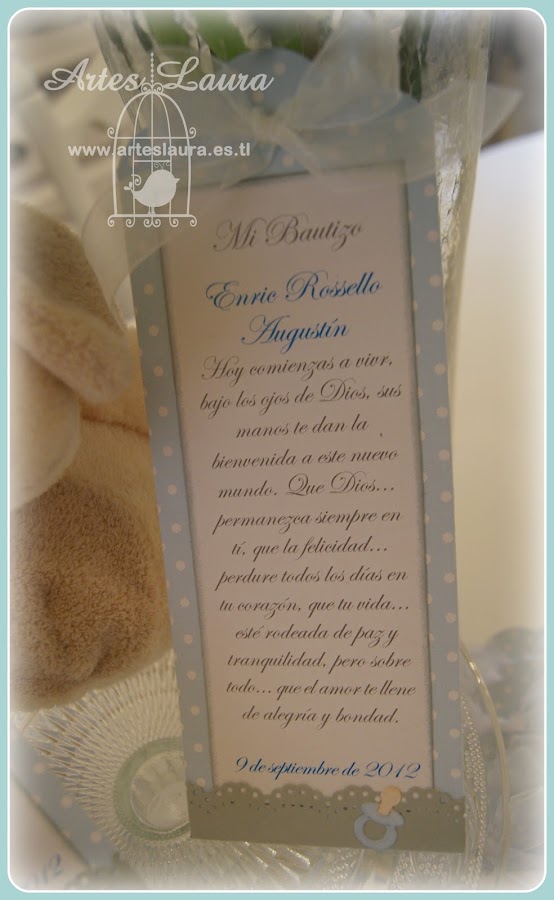 Artes Laura
www.arteslaura.es.tl
Mi Bautizo
Enric Rossello
Augustín
Hoy comienzas a vivr,
bajo los ojos de Dios, sus
manos te dan la
bienvenida a este nuevo
mundo. Que Dios...
permanezca siempre en
tí, que la felicidad...
perdure todos los días en
tu corazón, que tu vida...
esté rodeada de paz y
tranquilidad, pero sobre
todo... que el amor te llene
de alegría y bondad.
9 de septiembre de 2012
2012